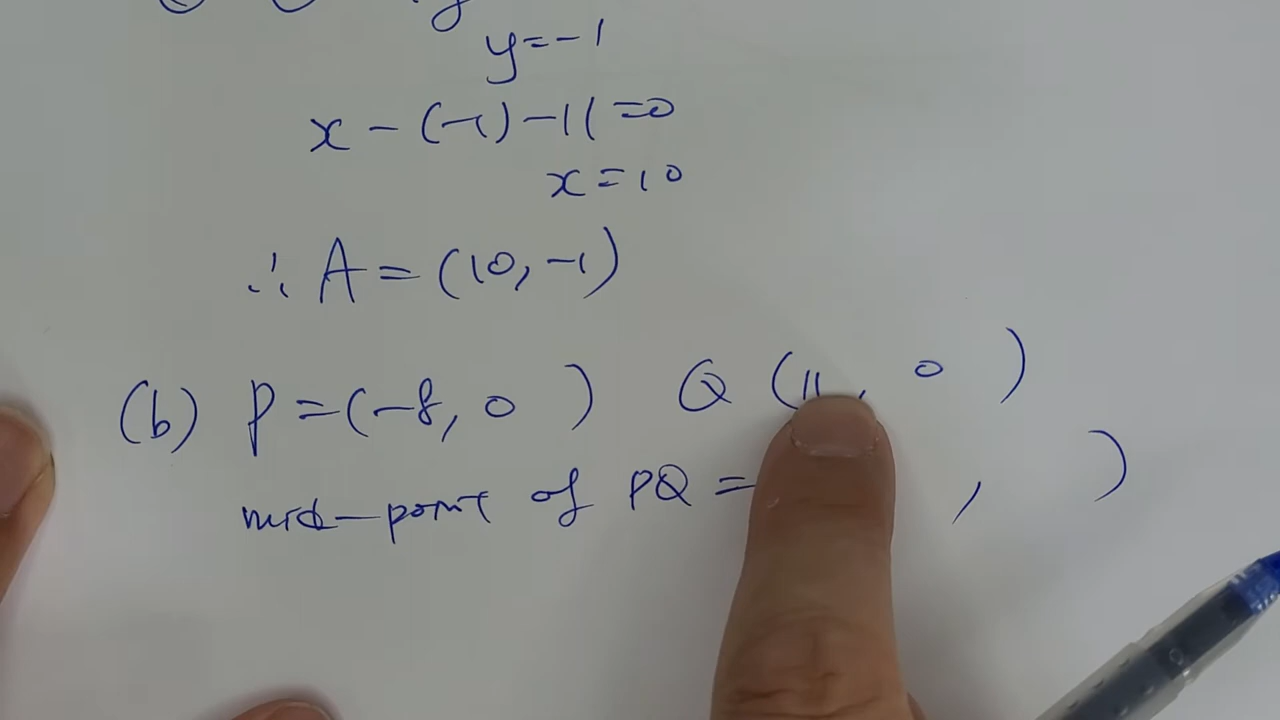 y=-1
x-(-1)-11=0
x=10
∴ A=(10,-1)
(b) P=(-8, 0 ) Q (11, 0 )
mid-point of PQ = , )